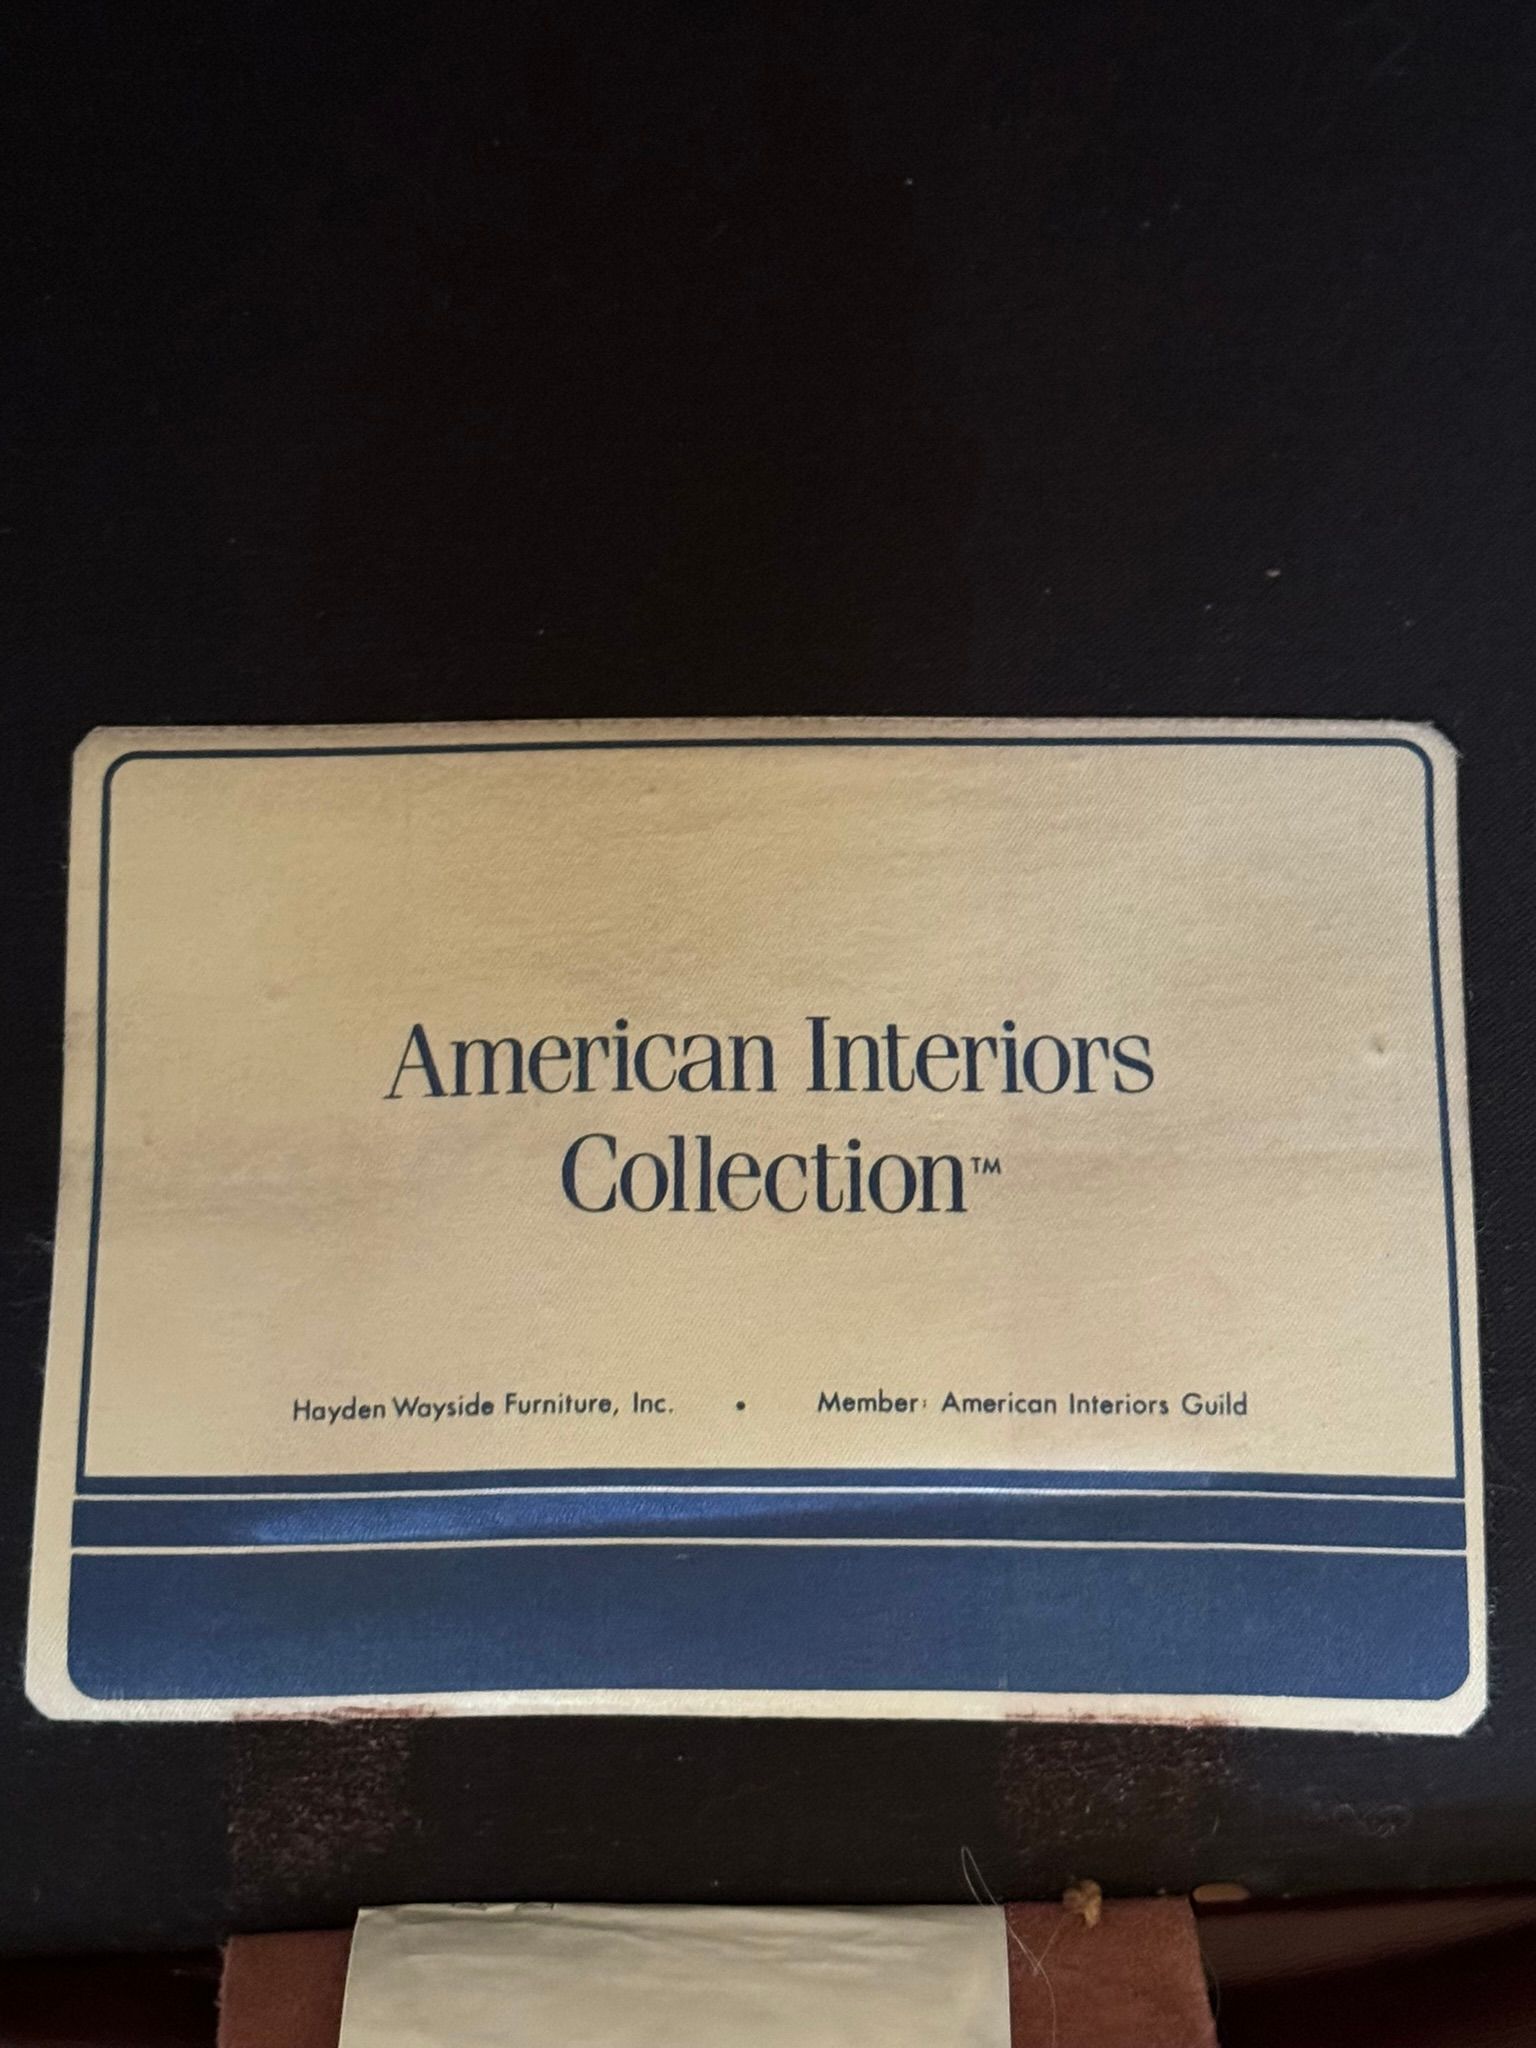 American Interiors
Collection™
Hayden Wayside Furniture, Inc. • Member: American Interiors Guild